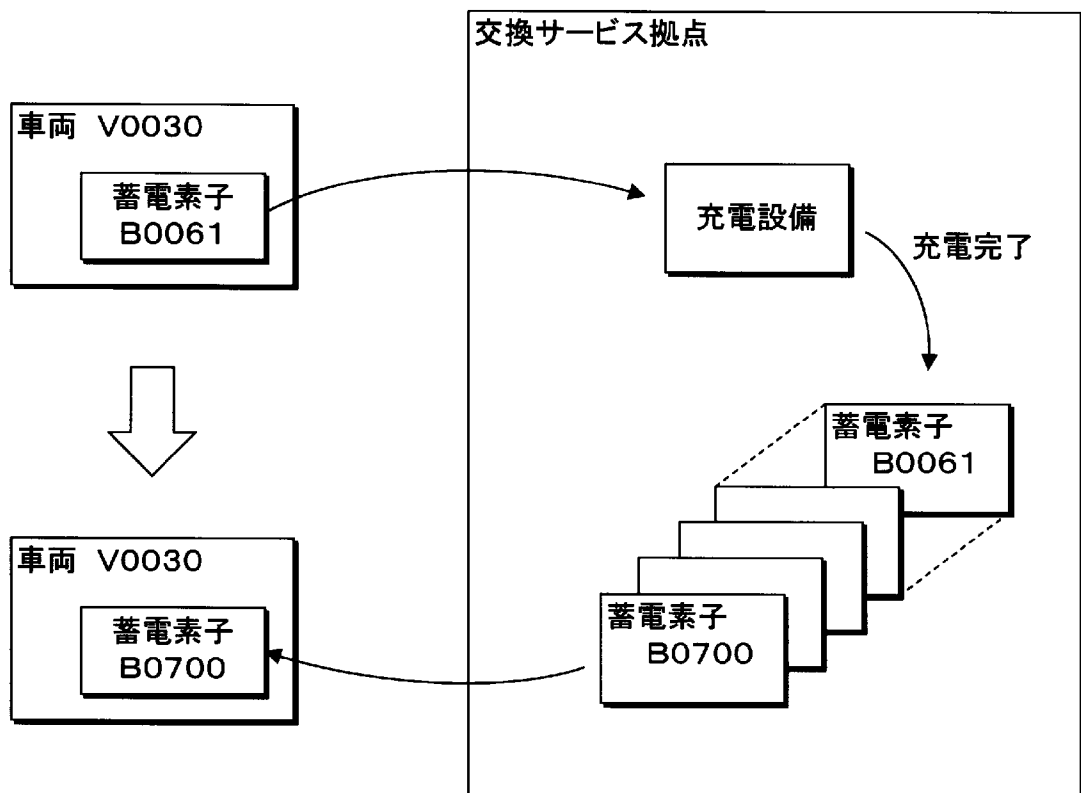 交換サービス拠点
車両 V0030
蓄電素子
B0061
充電設備
充電完了
蓄電素子
B0061
車両 V0030
蓄電素子
B0700
蓄電素子
B0700